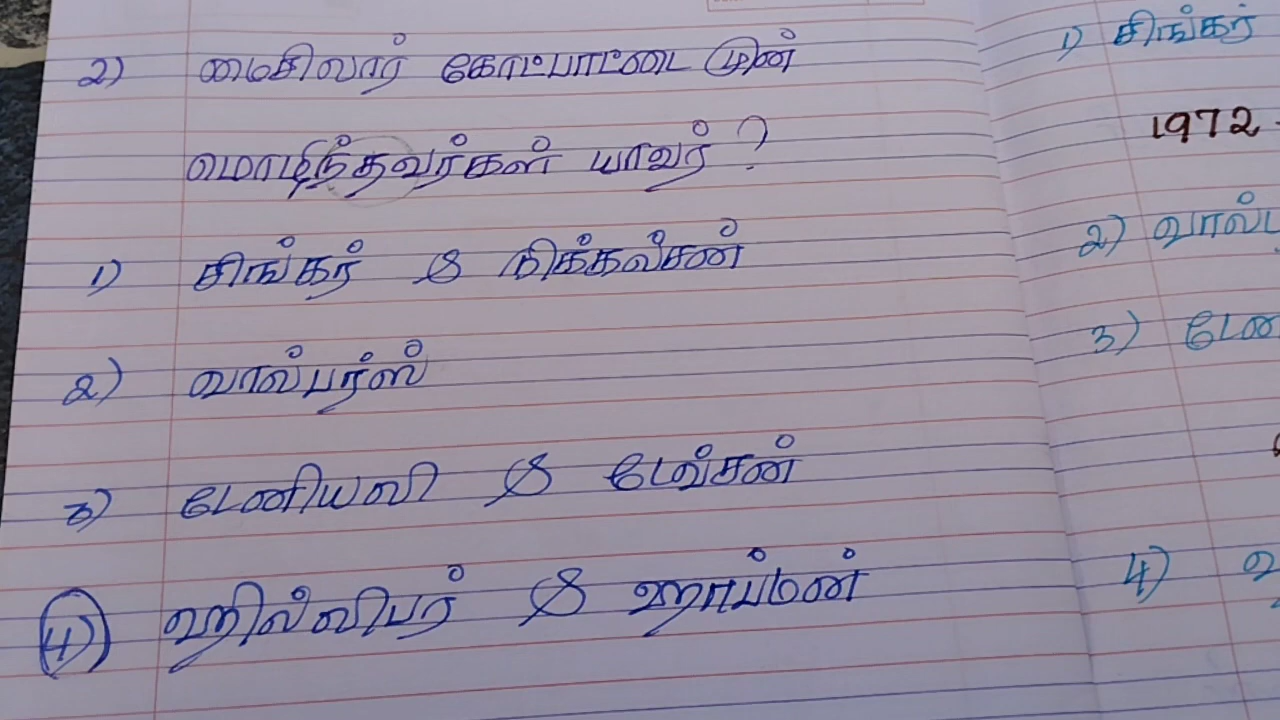 2) மைசிலார் கோட்பாட்டை முன்
மொழிந்தவர்கள் யாவர் ?
1) சிங்கர் & நிக்கல்சன்
2) வால்பர்ஸ்
3) டேனியலி & டேவ்சன்
4) ஹில்லியர் & ஹாப்மன்
1) சிங்கர்
1972
2) வால்
3) டேன
4)